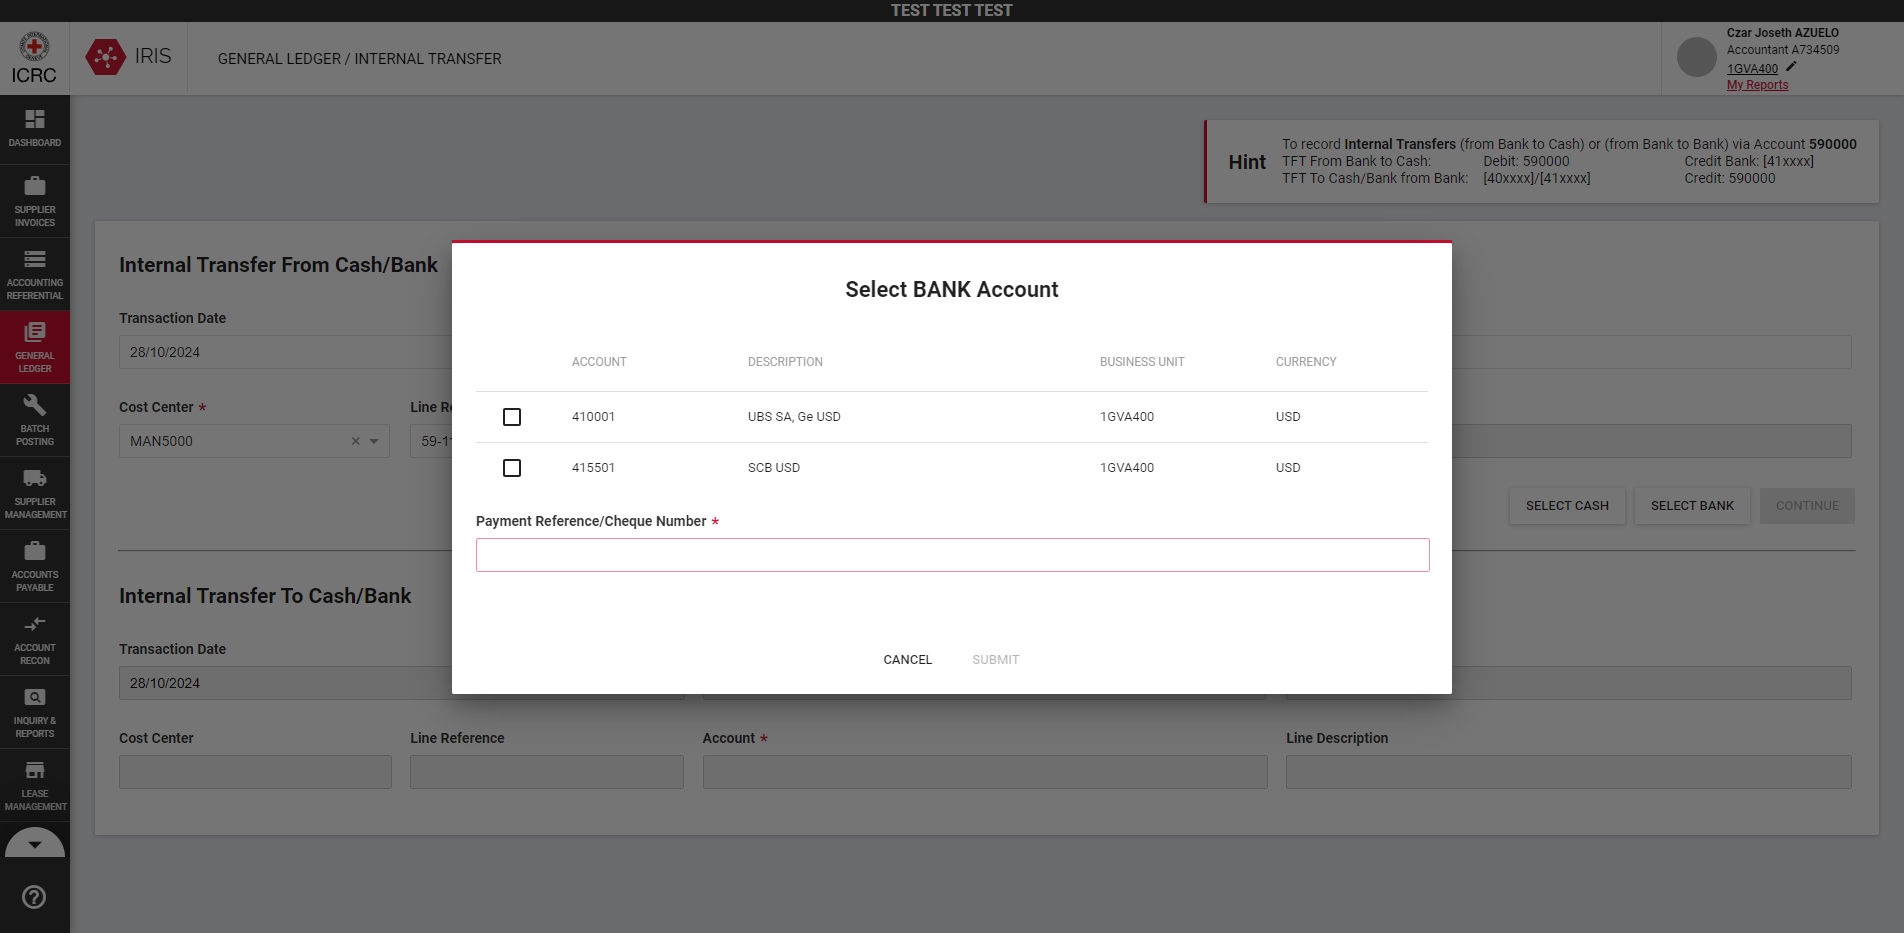 TEST TEST TEST
ICRC
IRIS
GENERAL LEDGER / INTERNAL TRANSFER
Czar Joseth AZUELO
Accountant A734509
1GVA400
My Reports
DASHBOARD
SUPPLIER
INVOICES
ACCOUNTING
REFERENTIAL
GENERAL
LEDGER
BATCH
POSTING
SUPPLIER
MANAGEMENT
ACCOUNTS
PAYABLE
ACCOUNT
RECON
INQUIRY &
REPORTS
LEASE
MANAGEMENT
Hint
To record Internal Transfers (from Bank to Cash) or (from Bank to Bank) via Account 590000
TFT From Bank to Cash: Debit: 590000 Credit Bank: [41xxxx]
TFT To Cash/Bank from Bank: [40xxxx]/[41xxxx] Credit: 590000
Internal Transfer From Cash/Bank
Transaction Date
28/10/2024
Cost Center * Line R
MAN5000 59-1
SELECT CASH SELECT BANK CONTINUE
Select BANK Account
ACCOUNT DESCRIPTION BUSINESS UNIT CURRENCY
410001 UBS SA, Ge USD 1GVA400 USD
415501 SCB USD 1GVA400 USD
Payment Reference/Cheque Number *
CANCEL SUBMIT
Internal Transfer To Cash/Bank
Transaction Date
28/10/2024
Cost Center Line Reference Account * Line Description